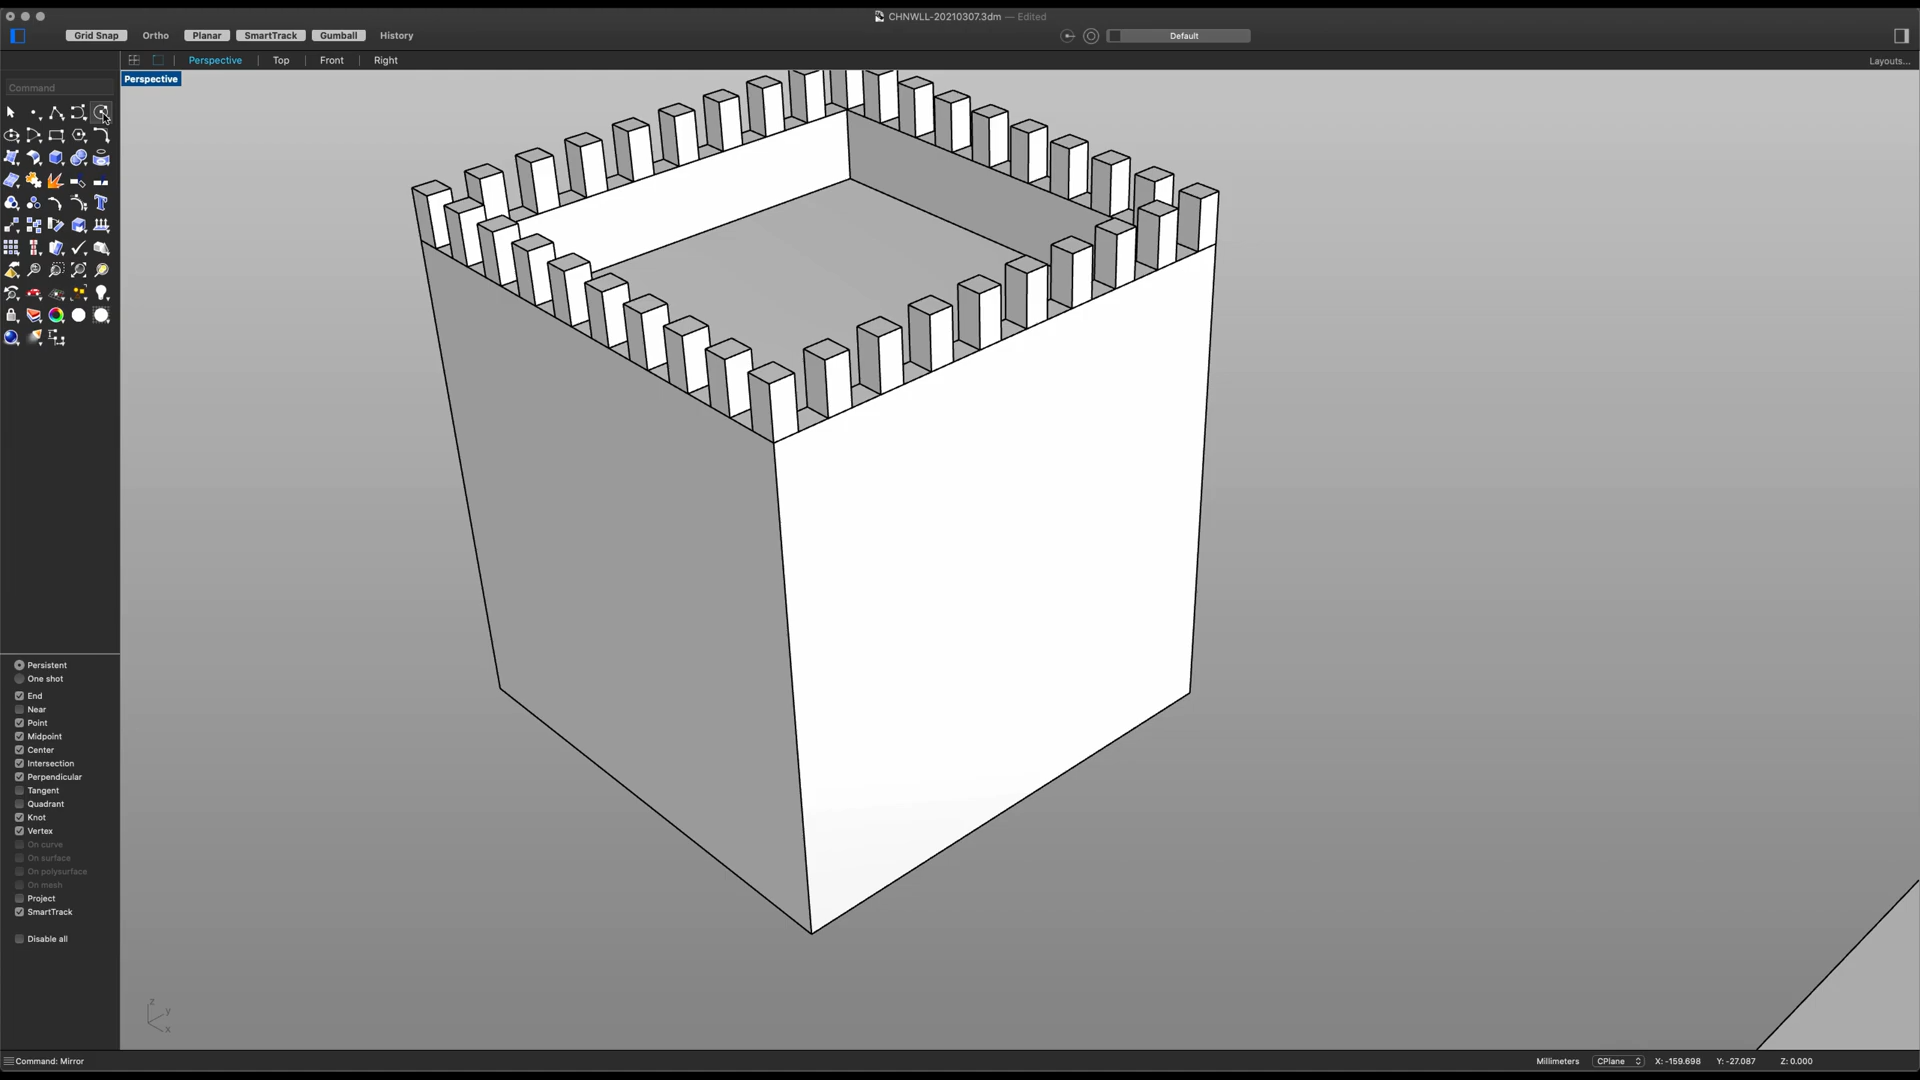 CHNWLL-20210307.3dm — Edited
Grid Snap Ortho Planar SmartTrack Gumball History Default
Perspective Top Front Right Layouts...
Perspective
Command
Persistent
One shot
End
Near
Point
Midpoint
Center
Intersection
Perpendicular
Tangent
Quadrant
Knot
Vertex
On curve
On surface
On polysurface
On mesh
Project
SmartTrack
Disable all
z
y
x
Command: Mirror Millimeters CPlane X: -159.698 Y: -27.087 Z: 0.000